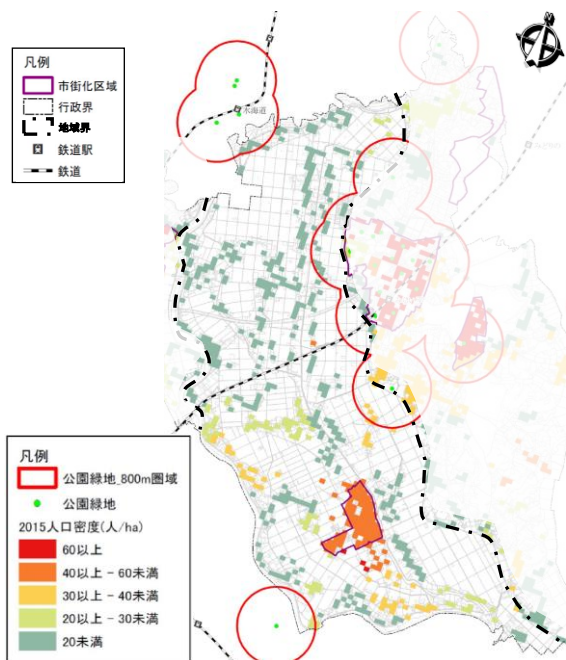 凡例
市街化区域
行政界
地域界
鉄道駅
鉄道
水海道
凡例
公園緑地_800m圏域
公園緑地
2015人口密度(人/ha)
60以上
40以上 - 60未満
30以上 - 40未満
20以上 - 30未満
20未満